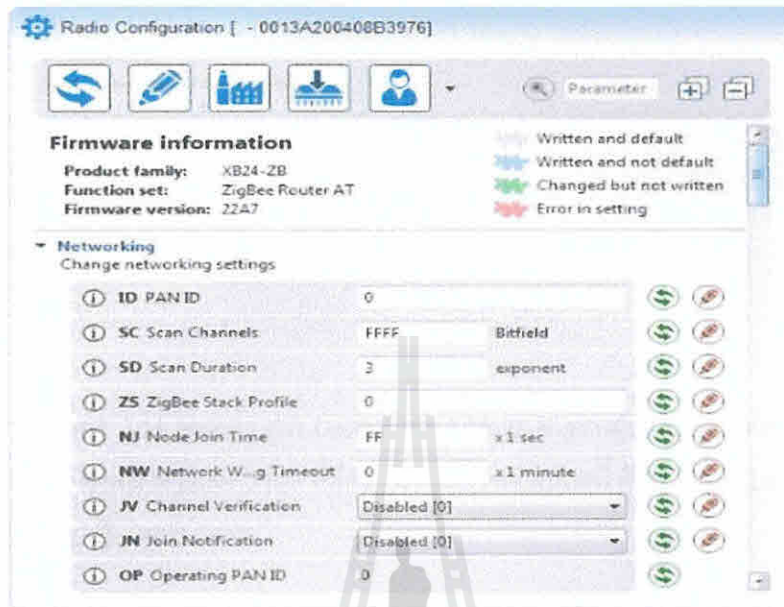 Radio Configuration [ - 0013A200408B3976]
Parameter
Firmware information
Product family: XB24-ZB
Function set: ZigBee Router AT
Firmware version: 22A7
Written and default
Written and not default
Changed but not written
Error in setting
Networking
Change networking settings
ID PAN ID 0
SC Scan Channels FFFF Bitfield
SD Scan Duration 3 exponent
ZS ZigBee Stack Profile 0
NJ Node Join Time FF x 1 sec
NW Network W...g Timeout 0 x 1 minute
JV Channel Verification Disabled [0]
JN Join Notification Disabled [0]
OP Operating PAN ID 0